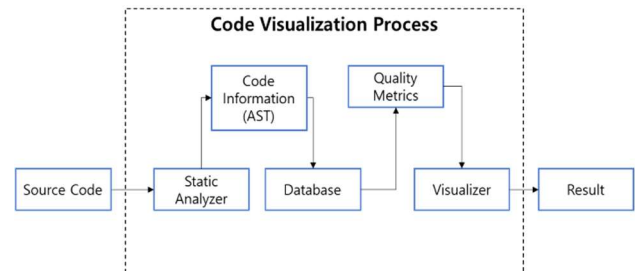 Code Visualization Process
Code
Information
(AST)
Quality
Metrics
Source Code
Static
Analyzer
Database
Visualizer
Result